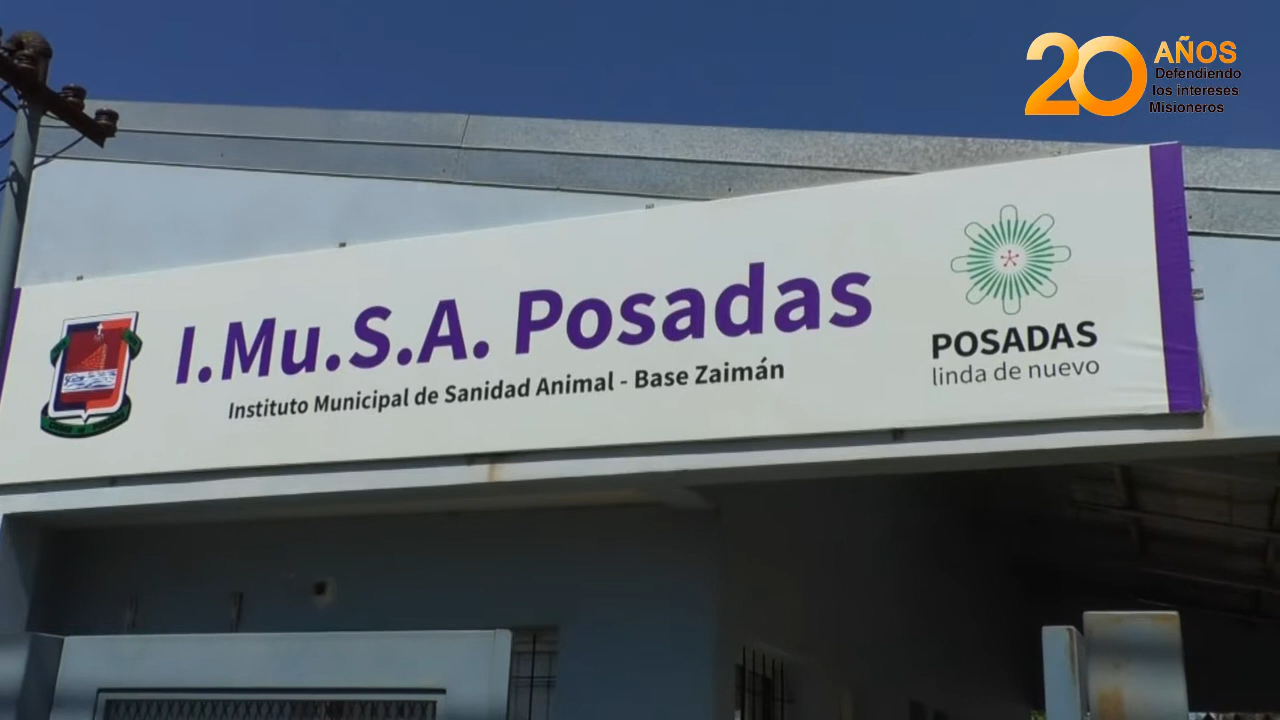 20 AÑOS
Defendiendo
los intereses
Misioneros
I.Mu.S.A. Posadas
Instituto Municipal de Sanidad Animal - Base Zaimán
POSADAS
linda de nuevo